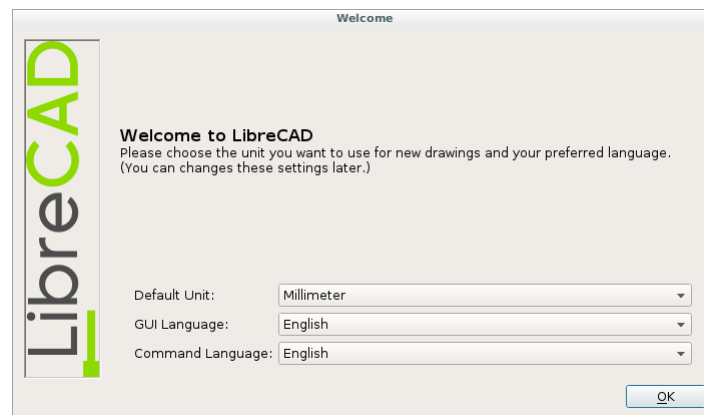 Welcome
LibreCAD
Welcome to LibreCAD
Please choose the unit you want to use for new drawings and your preferred language.
(You can changes these settings later.)
Default Unit: Millimeter
GUI Language: English
Command Language: English
OK